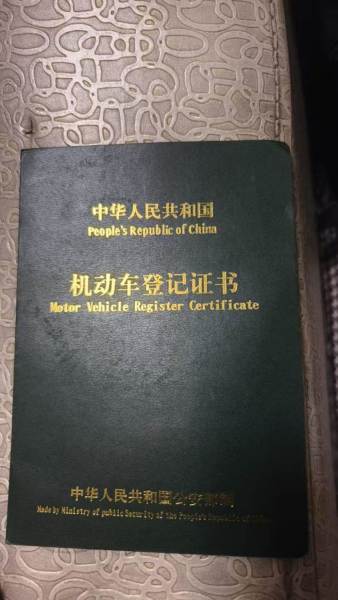 中华人民共和国
People's Republic of China
机动车登记证书
Motor Vehicle Register Certificate
中华人民共和国公安部制
Made by Ministry of public Security of the People's Republic of China